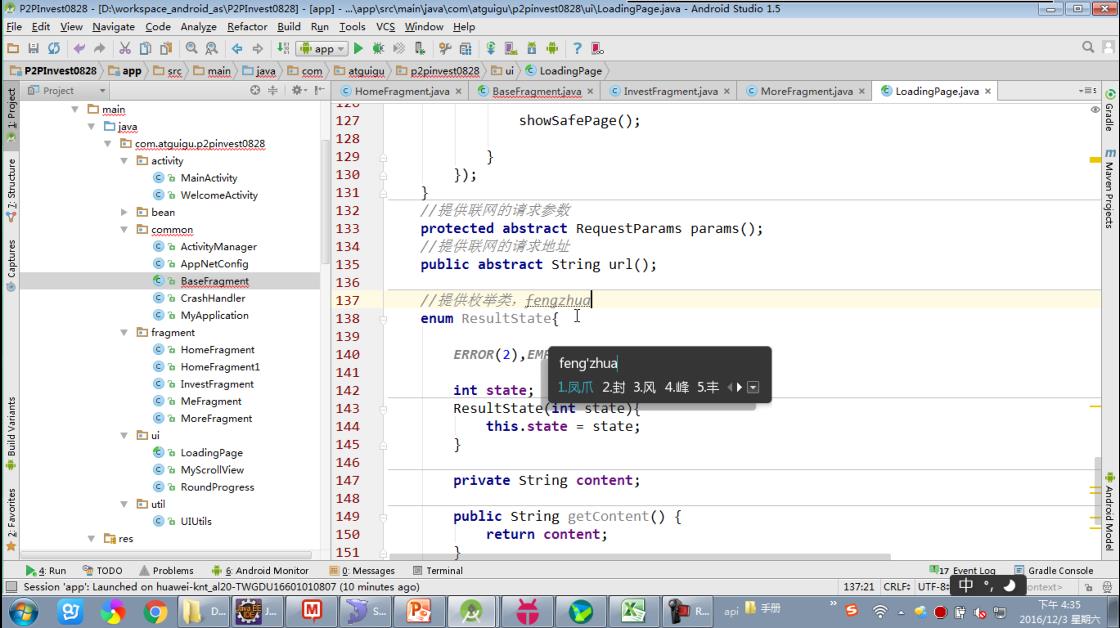 P2PInvest0828 - [D:\workspace_android_as\P2PInvest0828] - [app] - ...\app\src\main\java\com\atguigu\p2pinvest0828\ui\LoadingPage.java - Android Studio 1.5
File Edit View Navigate Code Analyze Refactor Build Run Tools VCS Window Help
app
P2PInvest0828 app src main java com atguigu p2pinvest0828 ui LoadingPage
Project
HomeFragment.java BaseFragment.java InvestFragment.java MoreFragment.java LoadingPage.java
1: Project
7: Structure
Captures
Build Variants
2: Favorites
main
java
com.atguigu.p2pinvest0828
activity
MainActivity
WelcomeActivity
bean
common
ActivityManager
AppNetConfig
BaseFragment
CrashHandler
MyApplication
fragment
HomeFragment
HomeFragment1
InvestFragment
MeFragment
MoreFragment
ui
LoadingPage
MyScrollView
RoundProgress
util
UIUtils
res
126
127 showSafePage();
128
129 }
130 });
131 }
132 //提供联网的请求参数
133 protected abstract RequestParams params();
134 //提供联网的请求地址
135 public abstract String url();
136
137 //提供枚举类，fengzhua
138 enum ResultState{
139
140 ERROR(2),EM
141
142 int state;
143 ResultState(int state){
144 this.state = state;
145 }
146
147 private String content;
148
149 public String getContent() {
150 return content;
151 }
feng'zhua
1.凤爪 2.封 3.风 4.峰 5.丰
Gradle
Maven Projects
Android Model
4: Run TODO Problems 6: Android Monitor 0: Messages Terminal 17 Event Log Gradle Console
Session 'app': Launched on huawei-knt_al20-TWGDU16601010807 (10 minutes ago) 137:21 CRLF UTF-8 中 ontext>
D... J... S... R... api 手册
下午 4:35
2016/12/3 星期六